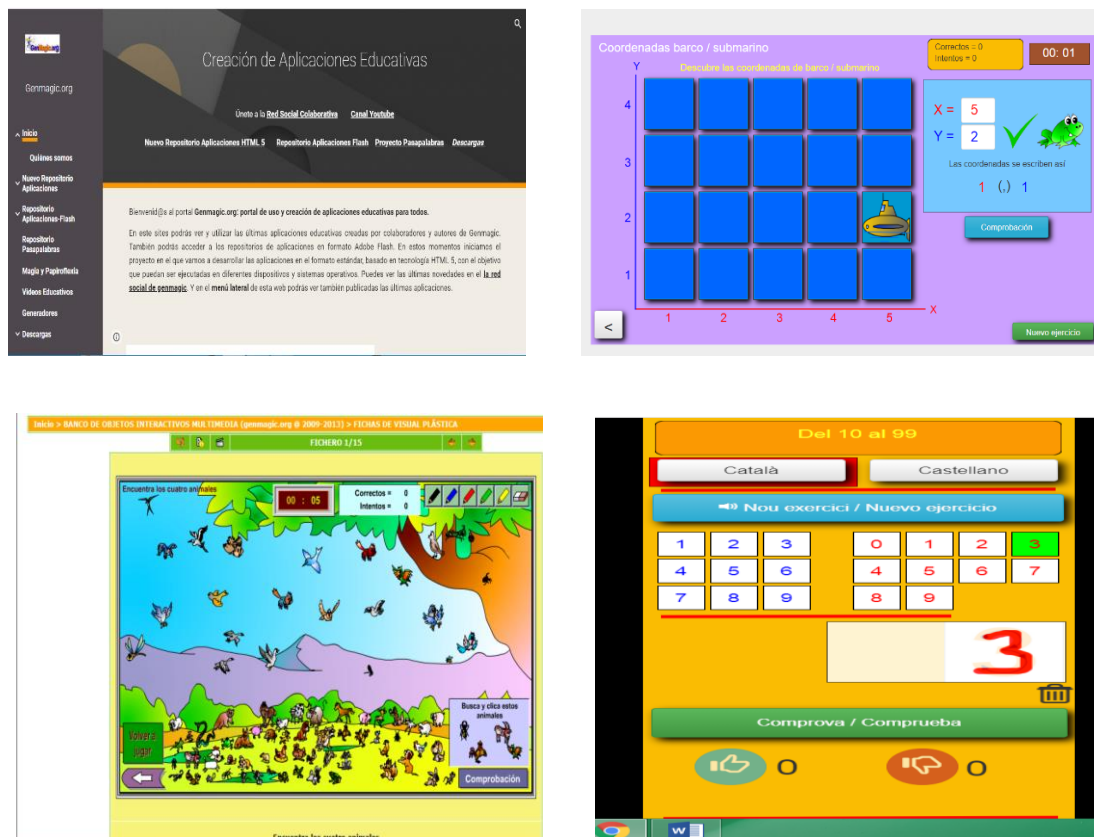 Genmagic.org
Genmagic.org
Inicio
Quiénes somos
Nuevo Repositorio
Aplicaciones
Repositorio
Aplicaciones-Flash
Repositorio
Pasapalabras
Magia y Papiroflexia
Videos Educativos
Generadores
Descargas
Creación de Aplicaciones Educativas
Únete a la Red Social Colaborativa Canal Youtube
Nuevo Repositorio Aplicaciones HTML 5 Repositorio Aplicaciones Flash Proyecto Pasapalabras Descargas
Bienvenid@s al portal Genmagic.org: portal de uso y creación de aplicaciones educativas para todos.
En este sites podrás ver y utilizar las últimas aplicaciones educativas creadas por colaboradores y autores de Genmagic.
También podrás acceder a los repositorios de aplicaciones en formato Adobe Flash. En estos momentos iniciamos el
proyecto en el que vamos a desarrollar las aplicaciones en el formato estándar, basado en tecnología HTML 5, con el objetivo
que puedan ser ejecutadas en diferentes dispositivos y sistemas operativos. Puedes ver las últimas novedades en el la red
social de genmagic. Y en el menú lateral de esta web podrás ver también publicadas las últimas aplicaciones.
Coordenadas barco / submarino
Descubre las coordenadas de barco / submarino
Correctos = 0
Intentos = 0
00: 01
Y
4
3
2
1
1 2 3 4 5
X
X = 5
Y = 2
Las coordenadas se escriben así
1 (,) 1
Comprobación
<
Nuevo ejercicio
Inicio > BANCO DE OBJETOS INTERACTIVOS MULTIMEDIA (genmagic.org @ 2009-2013) > FICHAS DE VISUAL PLÁSTICA
FICHERO 1/15
Encuentra los cuatro animales
00 : 05
Correctos = 0
Intentos = 0
Busca y clica estos
animales
Volver a
jugar
Comprobación
Encuentra los cuatro animales
Del 10 al 99
Català Castellano
Nou exercici / Nuevo ejercicio
1 2 3 0 1 2 3
4 5 6 4 5 6 7
7 8 9 8 9
3
Comprova / Comprueba
0 0
W